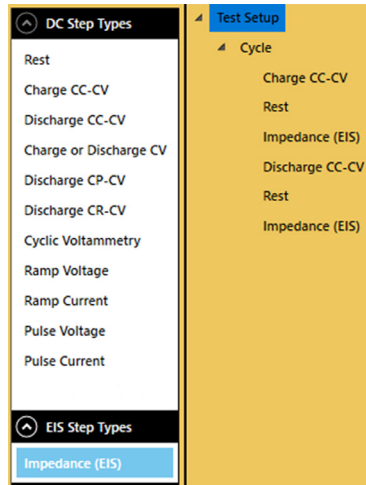 DC Step Types
Rest
Charge CC-CV
Discharge CC-CV
Charge or Discharge CV
Discharge CP-CV
Discharge CR-CV
Cyclic Voltammetry
Ramp Voltage
Ramp Current
Pulse Voltage
Pulse Current
EIS Step Types
Impedance (EIS)
Test Setup
Cycle
Charge CC-CV
Rest
Impedance (EIS)
Discharge CC-CV
Rest
Impedance (EIS)